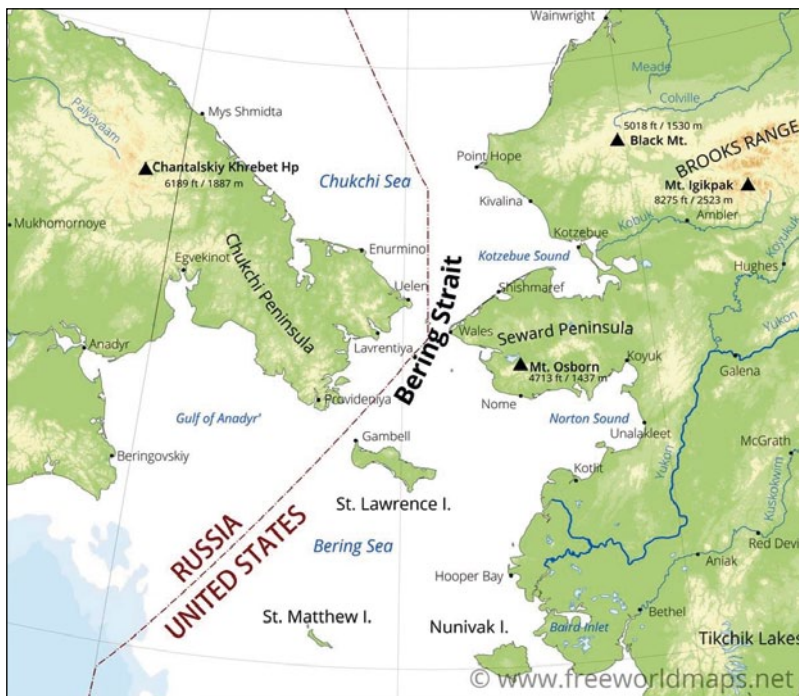 Wainwright
Meade
Colville
Palyavaam
Mys Shmidta
5018 ft / 1530 m
Black Mt.
BROOKS RANGE
Chantalskiy Khrebet Hp
6189 ft / 1887 m
Chukchi Sea
Point Hope
Mt. Igikpak
8275 ft / 2523 m
Kivalina
Kobuk
Ambler
Koyukuk
Mukhomornoye
Chukchi Peninsula
Enurmino
Kotzebue
Kotzebue Sound
Hughes
Egvekinot
Uelen
Bering Strait
Shishmaref
Yukon
Lavrentiya
Wales
Seward Peninsula
Anadyr
Mt. Osborn
4713 ft / 1437 m
Koyuk
Galena
Provideniya
Nome
Gulf of Anadyr'
Norton Sound
Gambell
Unalakleet
Beringovskiy
Yukon
McGrath
Kotlit
Kuskokwim
St. Lawrence I.
RUSSIA
UNITED STATES
Bering Sea
Red Devi
Aniak
Hooper Bay
St. Matthew I.
Nunivak I.
Baird Inlet
Bethel
Tikchik Lakes
© www.freeworldmaps.net